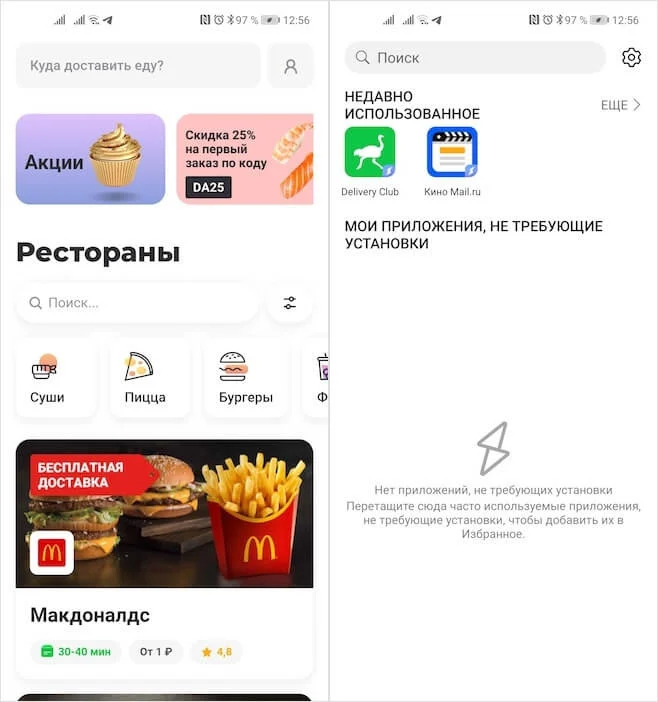 97 % 12:56
Куда доставить еду?
Акции
Скидка 25%
на первый
заказ по коду
DA25
Рестораны
Поиск...
Суши
Пицца
Бургеры
Ф
БЕСПЛАТНАЯ
ДОСТАВКА
Макдоналдс
30-40 мин
От 1 ₽
4,8
97 % 12:56
Поиск
НЕДАВНО
ИСПОЛЬЗОВАННОЕ
ЕЩЕ
Delivery Club
Кино Mail.ru
МОИ ПРИЛОЖЕНИЯ, НЕ ТРЕБУЮЩИЕ
УСТАНОВКИ
Нет приложений, не требующих установки
Перетащите сюда часто используемые приложения,
не требующие установки, чтобы добавить их в
Избранное.